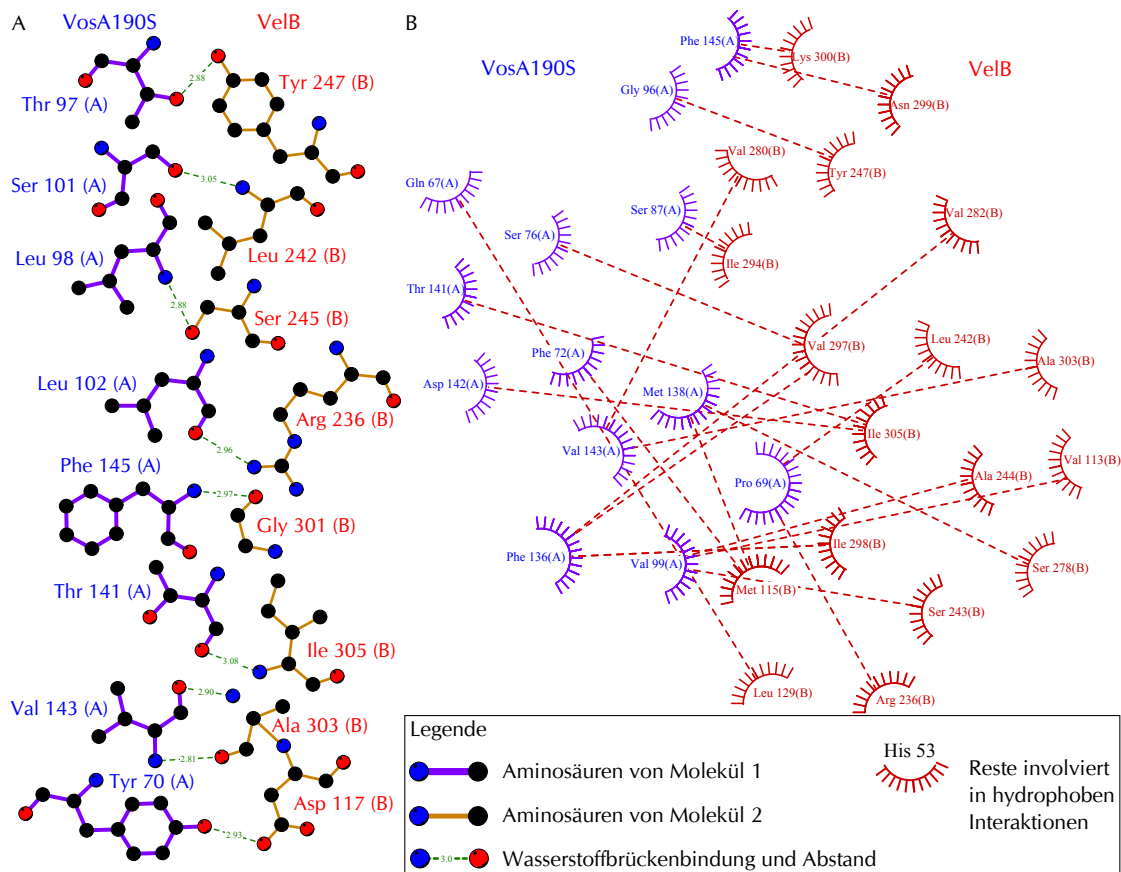 A
VosA190S
VelB
2.88
Tyr 247 (B)
Thr 97 (A)
Ser 101 (A)
3.05
Leu 242 (B)
Leu 98 (A)
2.88
Ser 245 (B)
Leu 102 (A)
Arg 236 (B)
2.96
Phe 145 (A)
2.97
Gly 301 (B)
Thr 141 (A)
3.08
Ile 305 (B)
Val 143 (A)
2.90
Ala 303 (B)
2.81
Tyr 70 (A)
Asp 117 (B)
2.93
B
VosA190S
VelB
Phe 145(A)
Lys 300(B)
Gly 96(A)
Asn 299(B)
Val 280(B)
Tyr 247(B)
Gln 67(A)
Ser 87(A)
Val 282(B)
Ser 76(A)
Ile 294(B)
Thr 141(A)
Val 297(B)
Leu 242(B)
Phe 72(A)
Ala 303(B)
Asp 142(A)
Met 138(A)
Ile 305(B)
Val 143(A)
Val 113(B)
Pro 69(A)
Ala 244(B)
Phe 136(A)
Val 99(A)
Ile 298(B)
Met 115(B)
Ser 278(B)
Ser 243(B)
Leu 129(B)
Arg 236(B)
Legende
Aminosäuren von Molekül 1
Aminosäuren von Molekül 2
3.0
Wasserstoffbrückenbindung und Abstand
His 53
Reste involviert
in hydrophoben
Interaktionen